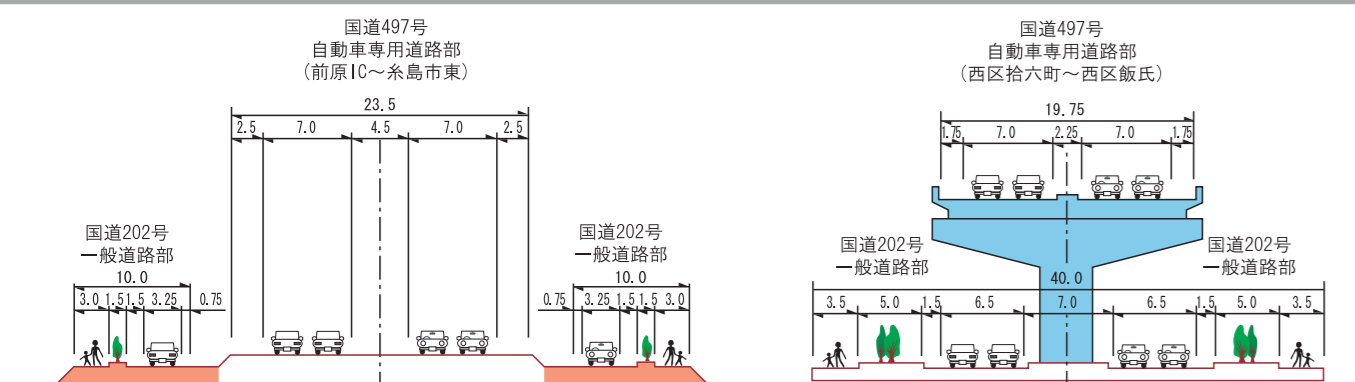 国道497号
自動車専用道路部
（前原IC～糸島市東）
23.5
2.5 7.0 4.5 7.0 2.5
国道202号
一般道路部
10.0
3.0 1.5 1.5 3.25 0.75
国道202号
一般道路部
10.0
0.75 3.25 1.5 1.5 3.0
国道497号
自動車専用道路部
（西区拾六町～西区飯氏）
19.75
1.75 7.0 2.25 7.0 1.75
国道202号
一般道路部
国道202号
一般道路部
40.0
3.5 5.0 1.5 6.5 7.0 6.5 1.5 5.0 3.5